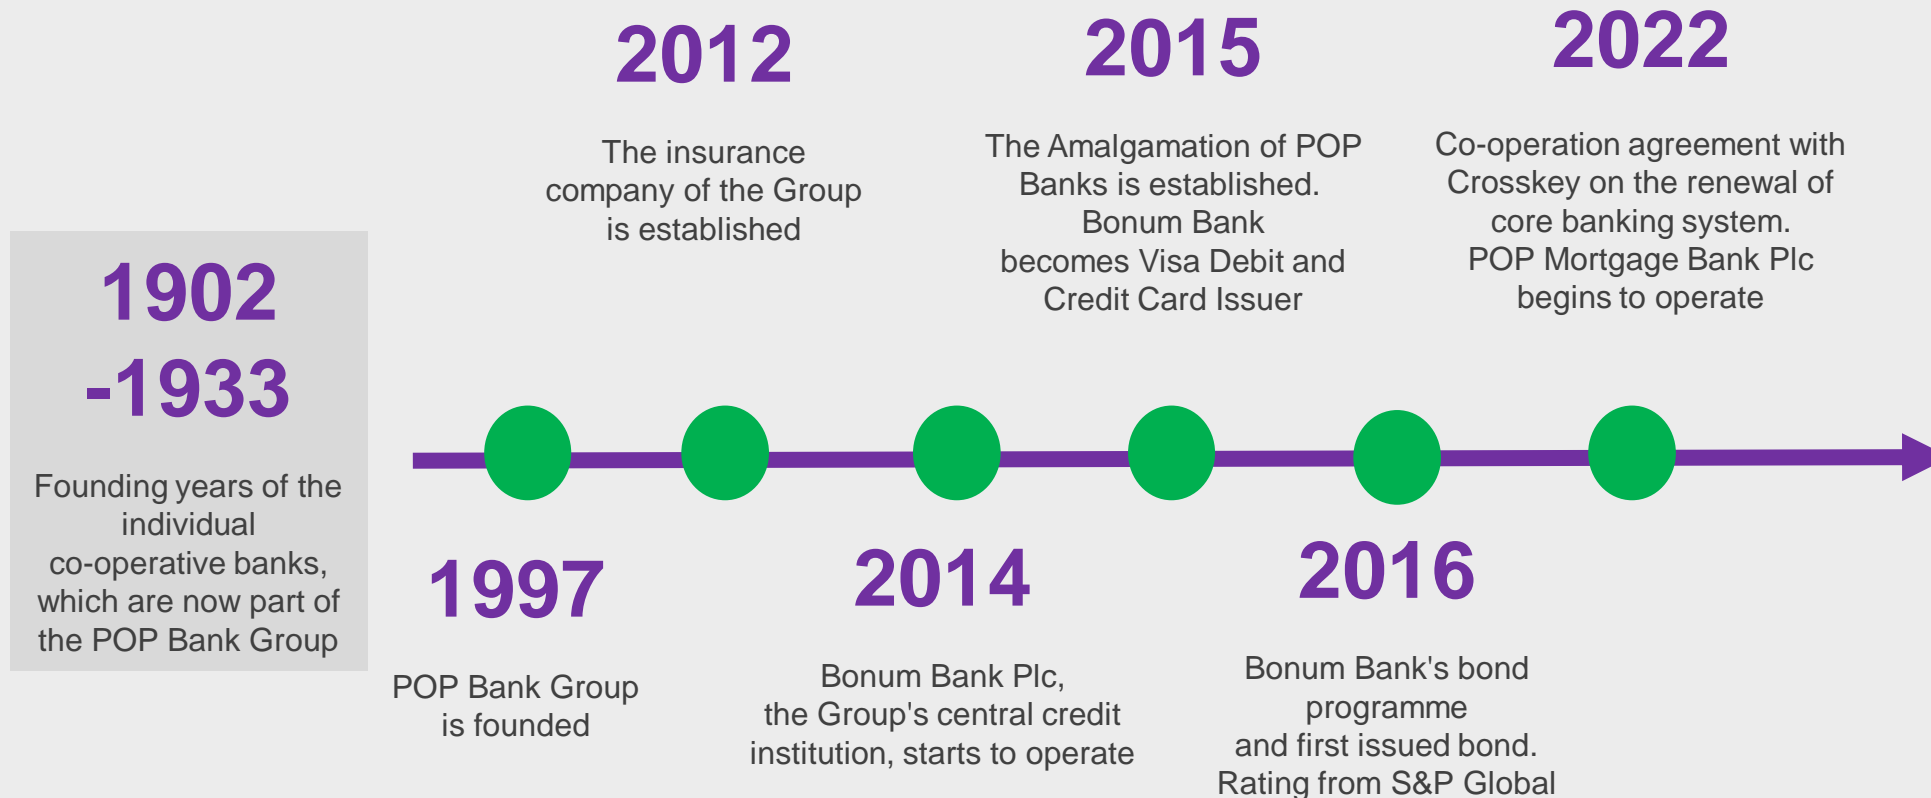 1902
-1933
Founding years of the
individual
co-operative banks,
which are now part of
the POP Bank Group
1997
POP Bank Group
is founded
2012
The insurance
company of the Group
is established
2014
Bonum Bank Plc,
the Group's central credit
institution, starts to operate
2015
The Amalgamation of POP
Banks is established.
Bonum Bank
becomes Visa Debit and
Credit Card Issuer
2016
Bonum Bank's bond
programme
and first issued bond.
Rating from S&P Global
2022
Co-operation agreement with
Crosskey on the renewal of
core banking system.
POP Mortgage Bank Plc
begins to operate